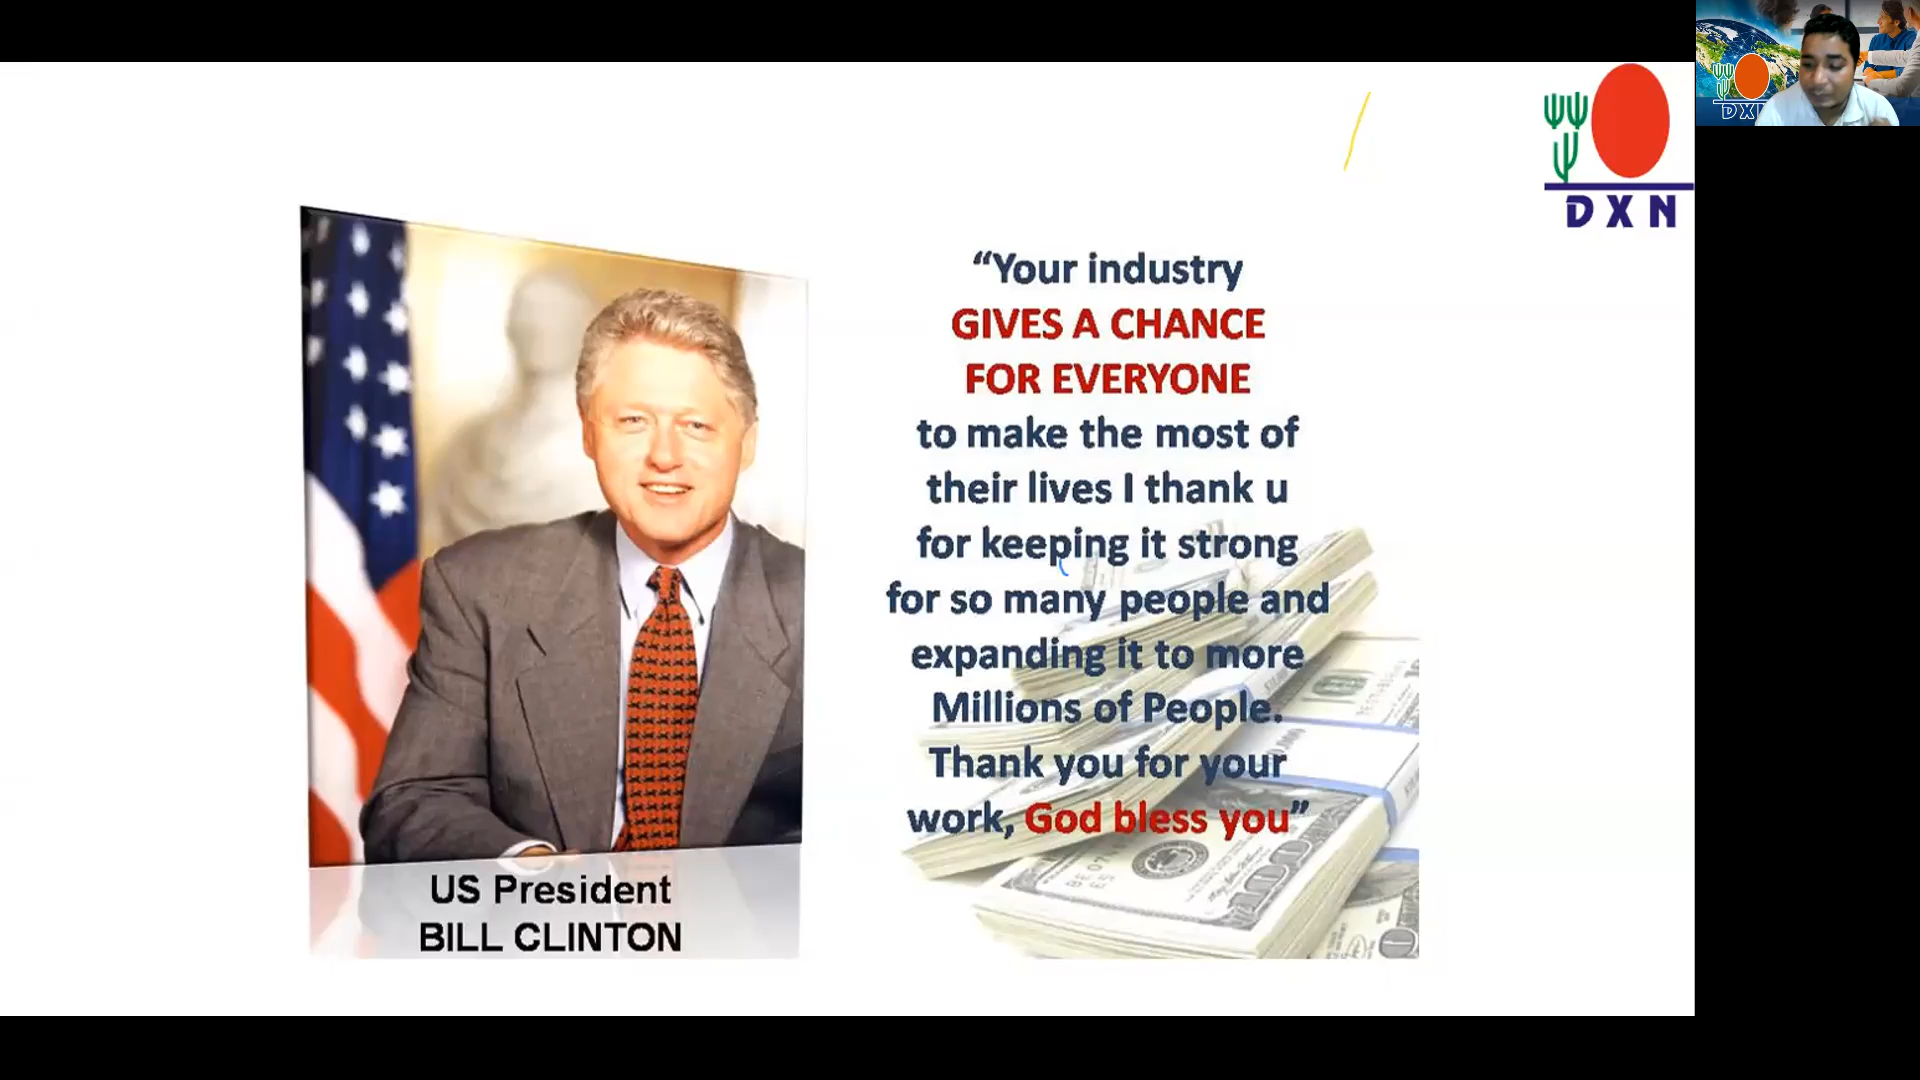 DXN
“Your industry
GIVES A CHANCE
FOR EVERYONE
to make the most of
their lives I thank u
for keeping it strong
for so many people and
expanding it to more
Millions of People.
Thank you for your
work, God bless you”
US President
BILL CLINTON
100